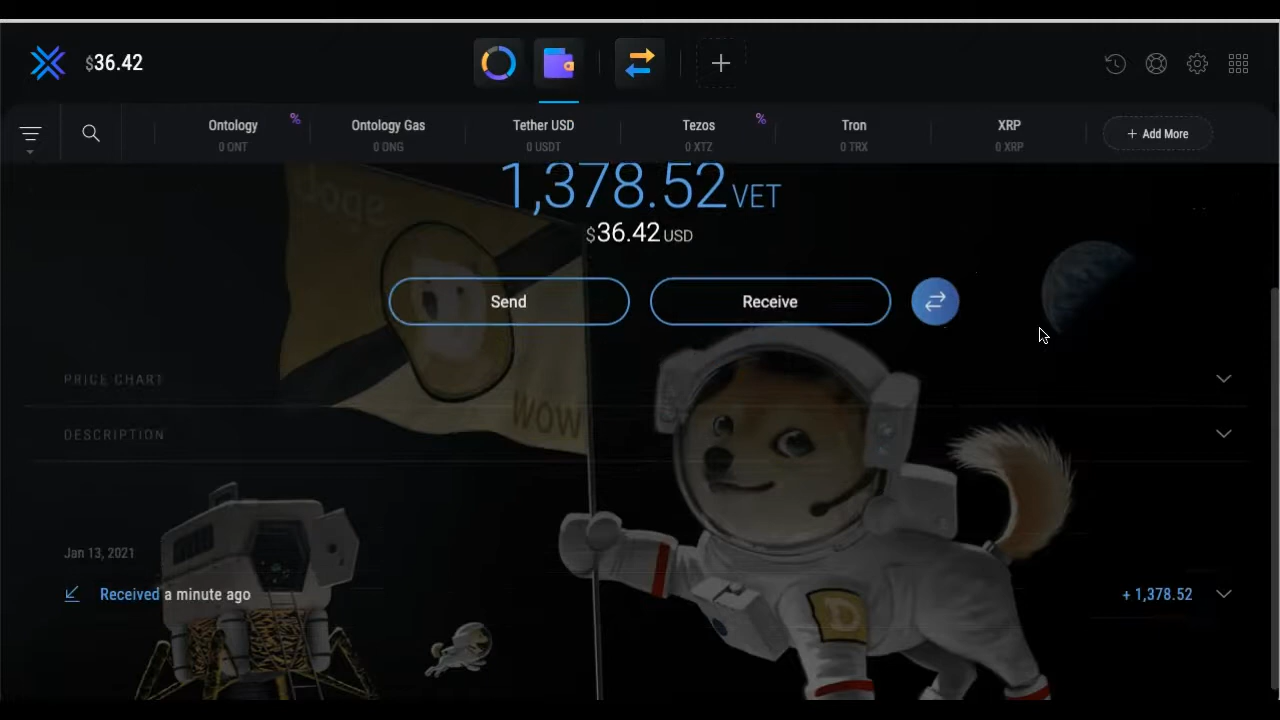 $36.42
Ontology % Ontology Gas Tether USD Tezos % Tron XRP + Add More
0 ONT 0 ONG 0 USDT 0 XTZ 0 TRX 0 XRP
1,378.52 VET
$36.42 USD
Doge
Send Receive
PRICE CHART
WOW
DESCRIPTION
Jan 13, 2021
Received a minute ago + 1,378.52
D